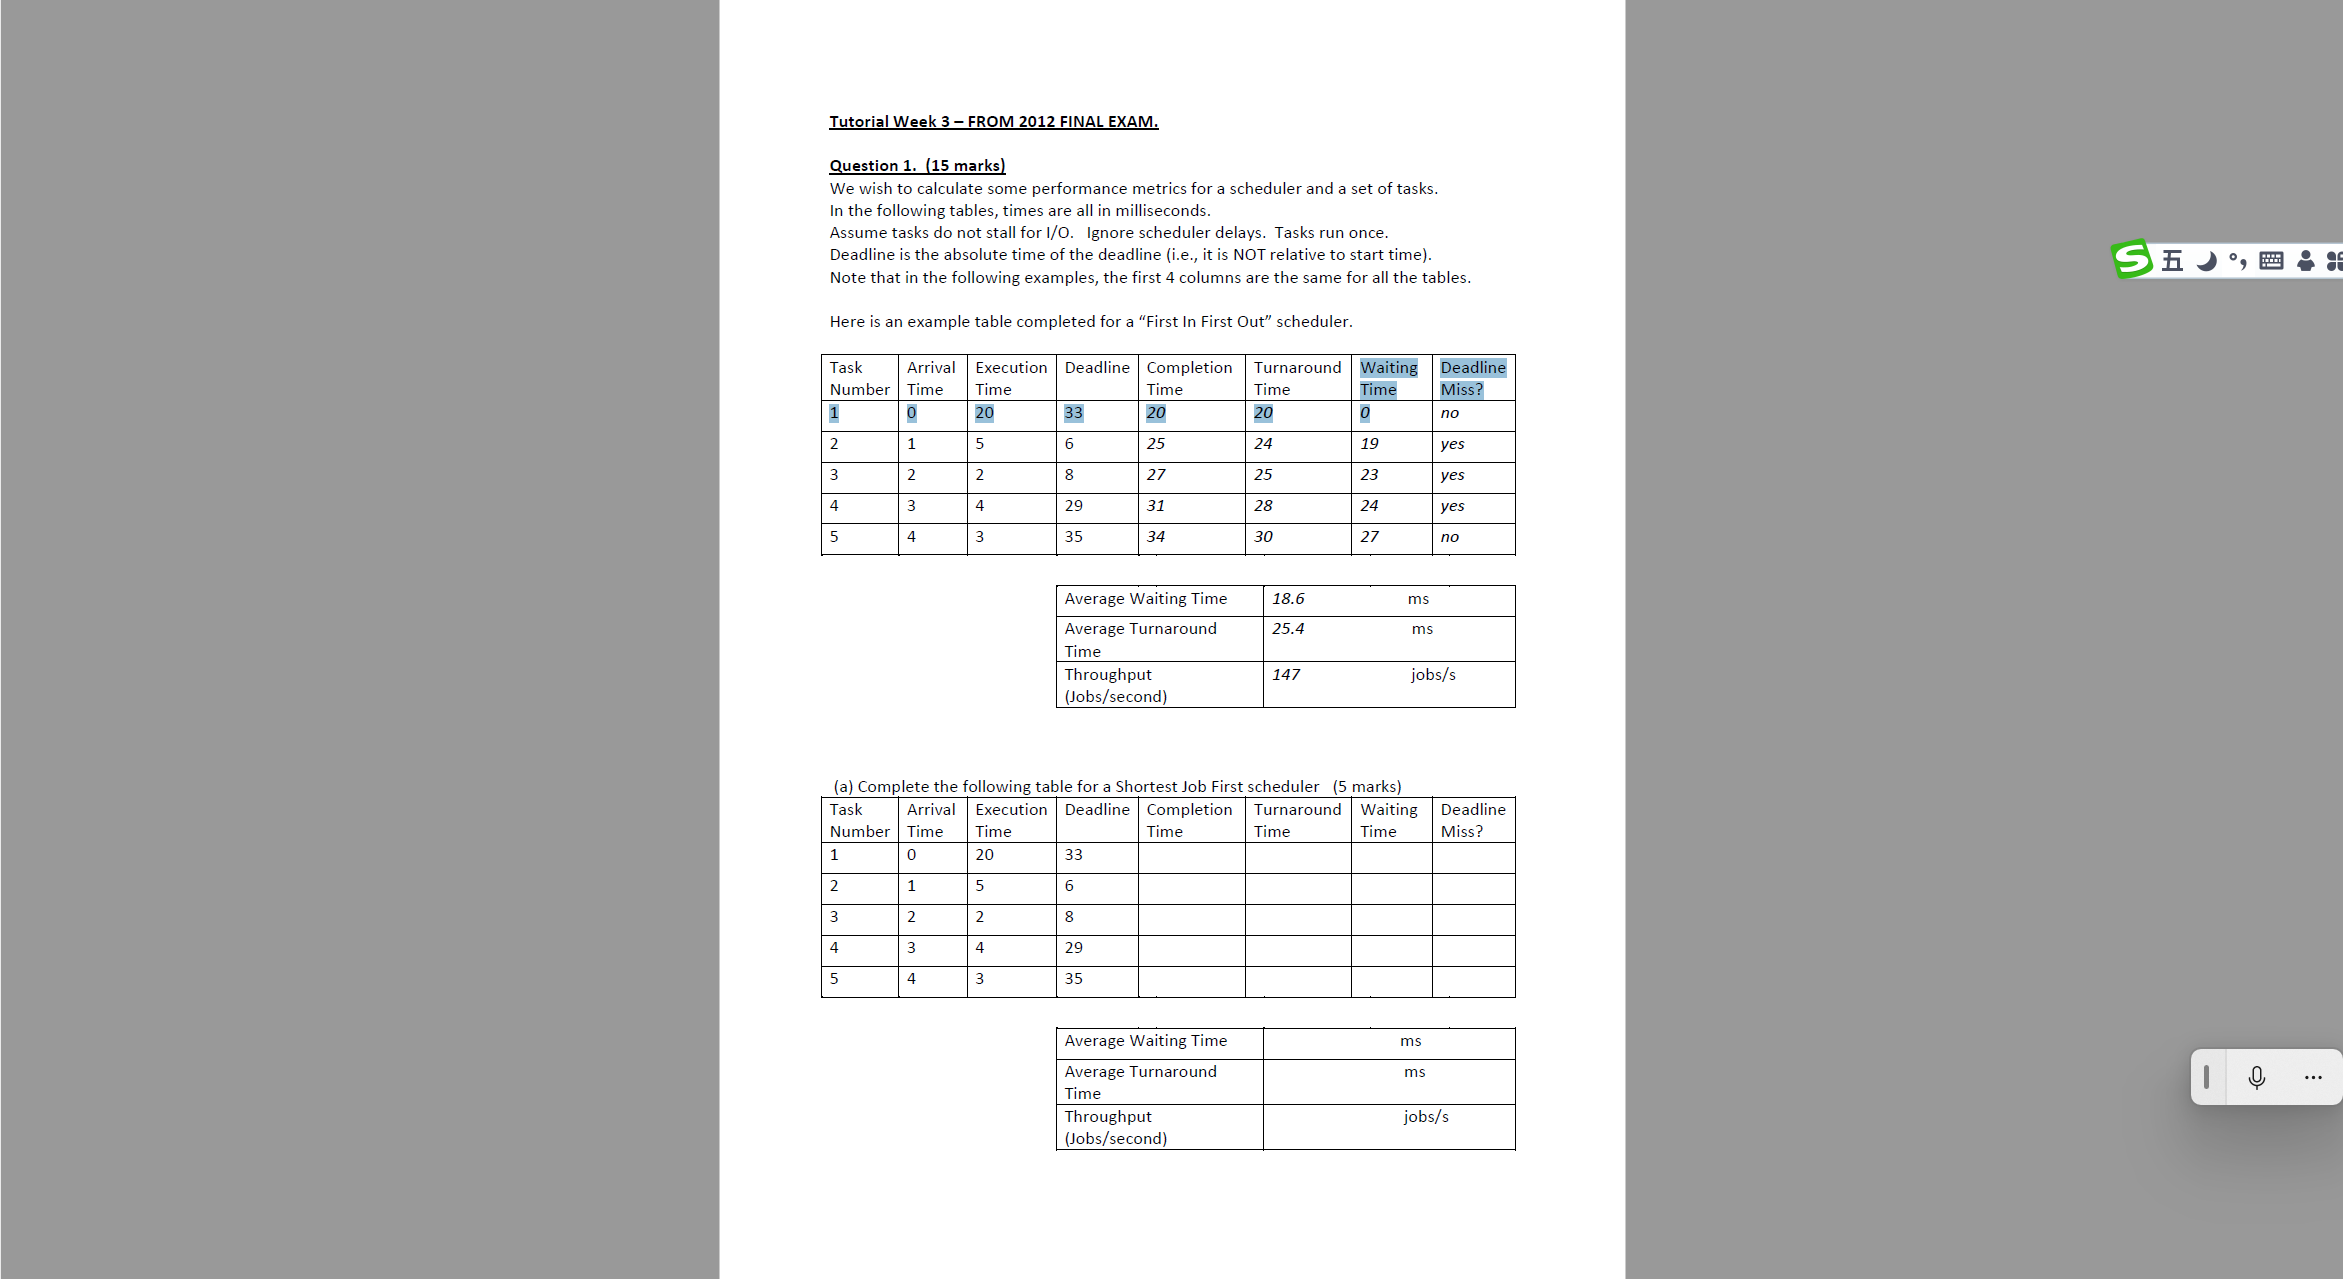 Tutorial Week 3 – FROM 2012 FINAL EXAM.
Question 1.  (15 marks)
We wish to calculate some performance metrics for a scheduler and a set of tasks.
In the following tables, times are all in milliseconds.
Assume tasks do not stall for I/O.   Ignore scheduler delays.  Tasks run once.
Deadline is the absolute time of the deadline (i.e., it is NOT relative to start time).
Note that in the following examples, the first 4 columns are the same for all the tables.
Here is an example table completed for a “First In First Out” scheduler.
Task Arrival Execution Deadline Completion Turnaround Waiting Deadline
Number Time Time Time Time Time Miss?
1 0 20 33 20 20 0 no
2 1 5 6 25 24 19 yes
3 2 2 8 27 25 23 yes
4 3 4 29 31 28 24 yes
5 4 3 35 34 30 27 no
Average Waiting Time 18.6 ms
Average Turnaround 25.4 ms
Time
Throughput 147 jobs/s
(Jobs/second)
(a) Complete the following table for a Shortest Job First scheduler   (5 marks)
Task Arrival Execution Deadline Completion Turnaround Waiting Deadline
Number Time Time Time Time Time Miss?
1 0 20 33
2 1 5 6
3 2 2 8
4 3 4 29
5 4 3 35
Average Waiting Time ms
Average Turnaround ms
Time
Throughput jobs/s
(Jobs/second)
S 五